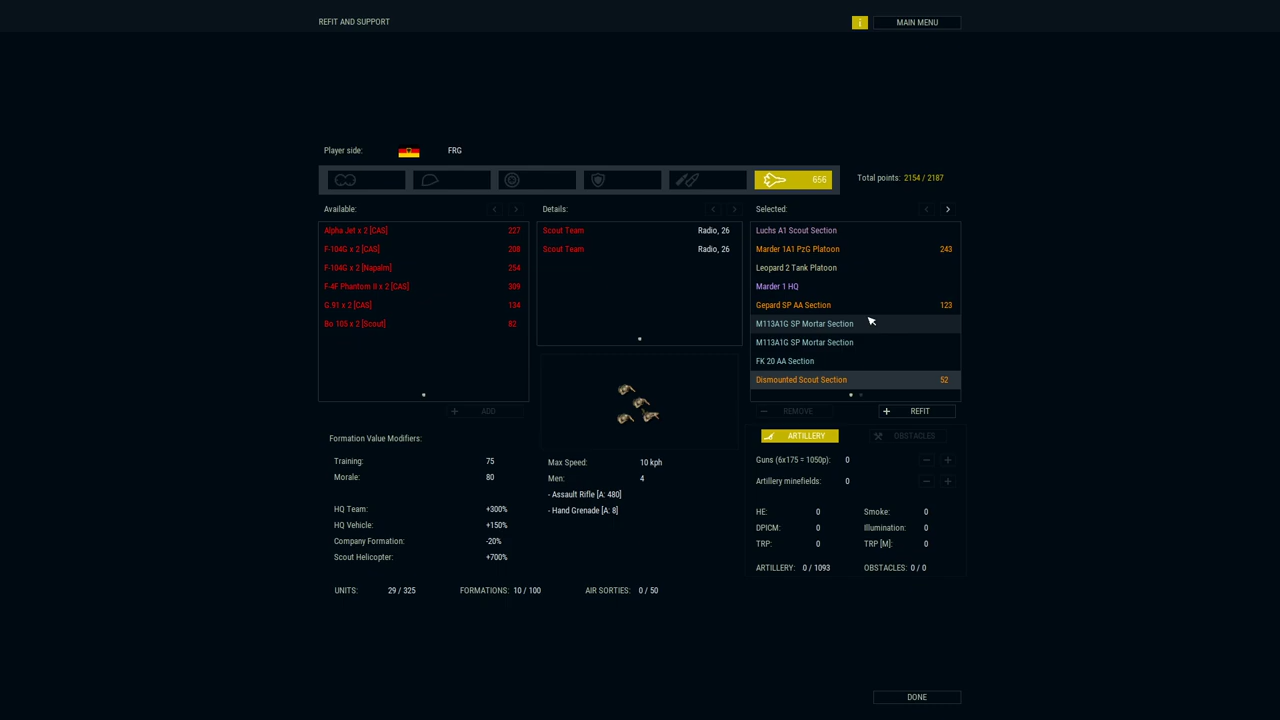 REFIT AND SUPPORT
i
MAIN MENU
Player side:
FRG
656
Total points: 2154 / 2187
Available:
Details:
Selected:
Alpha Jet x 2 [CAS] 227
F-104G x 2 [CAS] 208
F-104G x 2 [Napalm] 254
F-4F Phantom II x 2 [CAS] 309
G.91 x 2 [CAS] 134
Bo 105 x 2 [Scout] 82
Scout Team Radio, 26
Scout Team Radio, 26
Luchs A1 Scout Section
Marder 1A1 PzG Platoon 243
Leopard 2 Tank Platoon
Marder 1 HQ
Gepard SP AA Section 123
M113A1G SP Mortar Section
M113A1G SP Mortar Section
FK 20 AA Section
Dismounted Scout Section 52
+ ADD
− REMOVE
+ REFIT
Formation Value Modifiers:
Training: 75
Morale: 80
HQ Team: +300%
HQ Vehicle: +150%
Company Formation: -20%
Scout Helicopter: +700%
Max Speed: 10 kph
Men: 4
- Assault Rifle [A: 480]
- Hand Grenade [A: 8]
ARTILLERY
OBSTACLES
Guns (6x175 = 1050p): 0
Artillery minefields: 0
HE: 0 Smoke: 0
DPICM: 0 Illumination: 0
TRP: 0 TRP [M]: 0
ARTILLERY: 0 / 1093 OBSTACLES: 0 / 0
UNITS: 29 / 325 FORMATIONS: 10 / 100 AIR SORTIES: 0 / 50
DONE